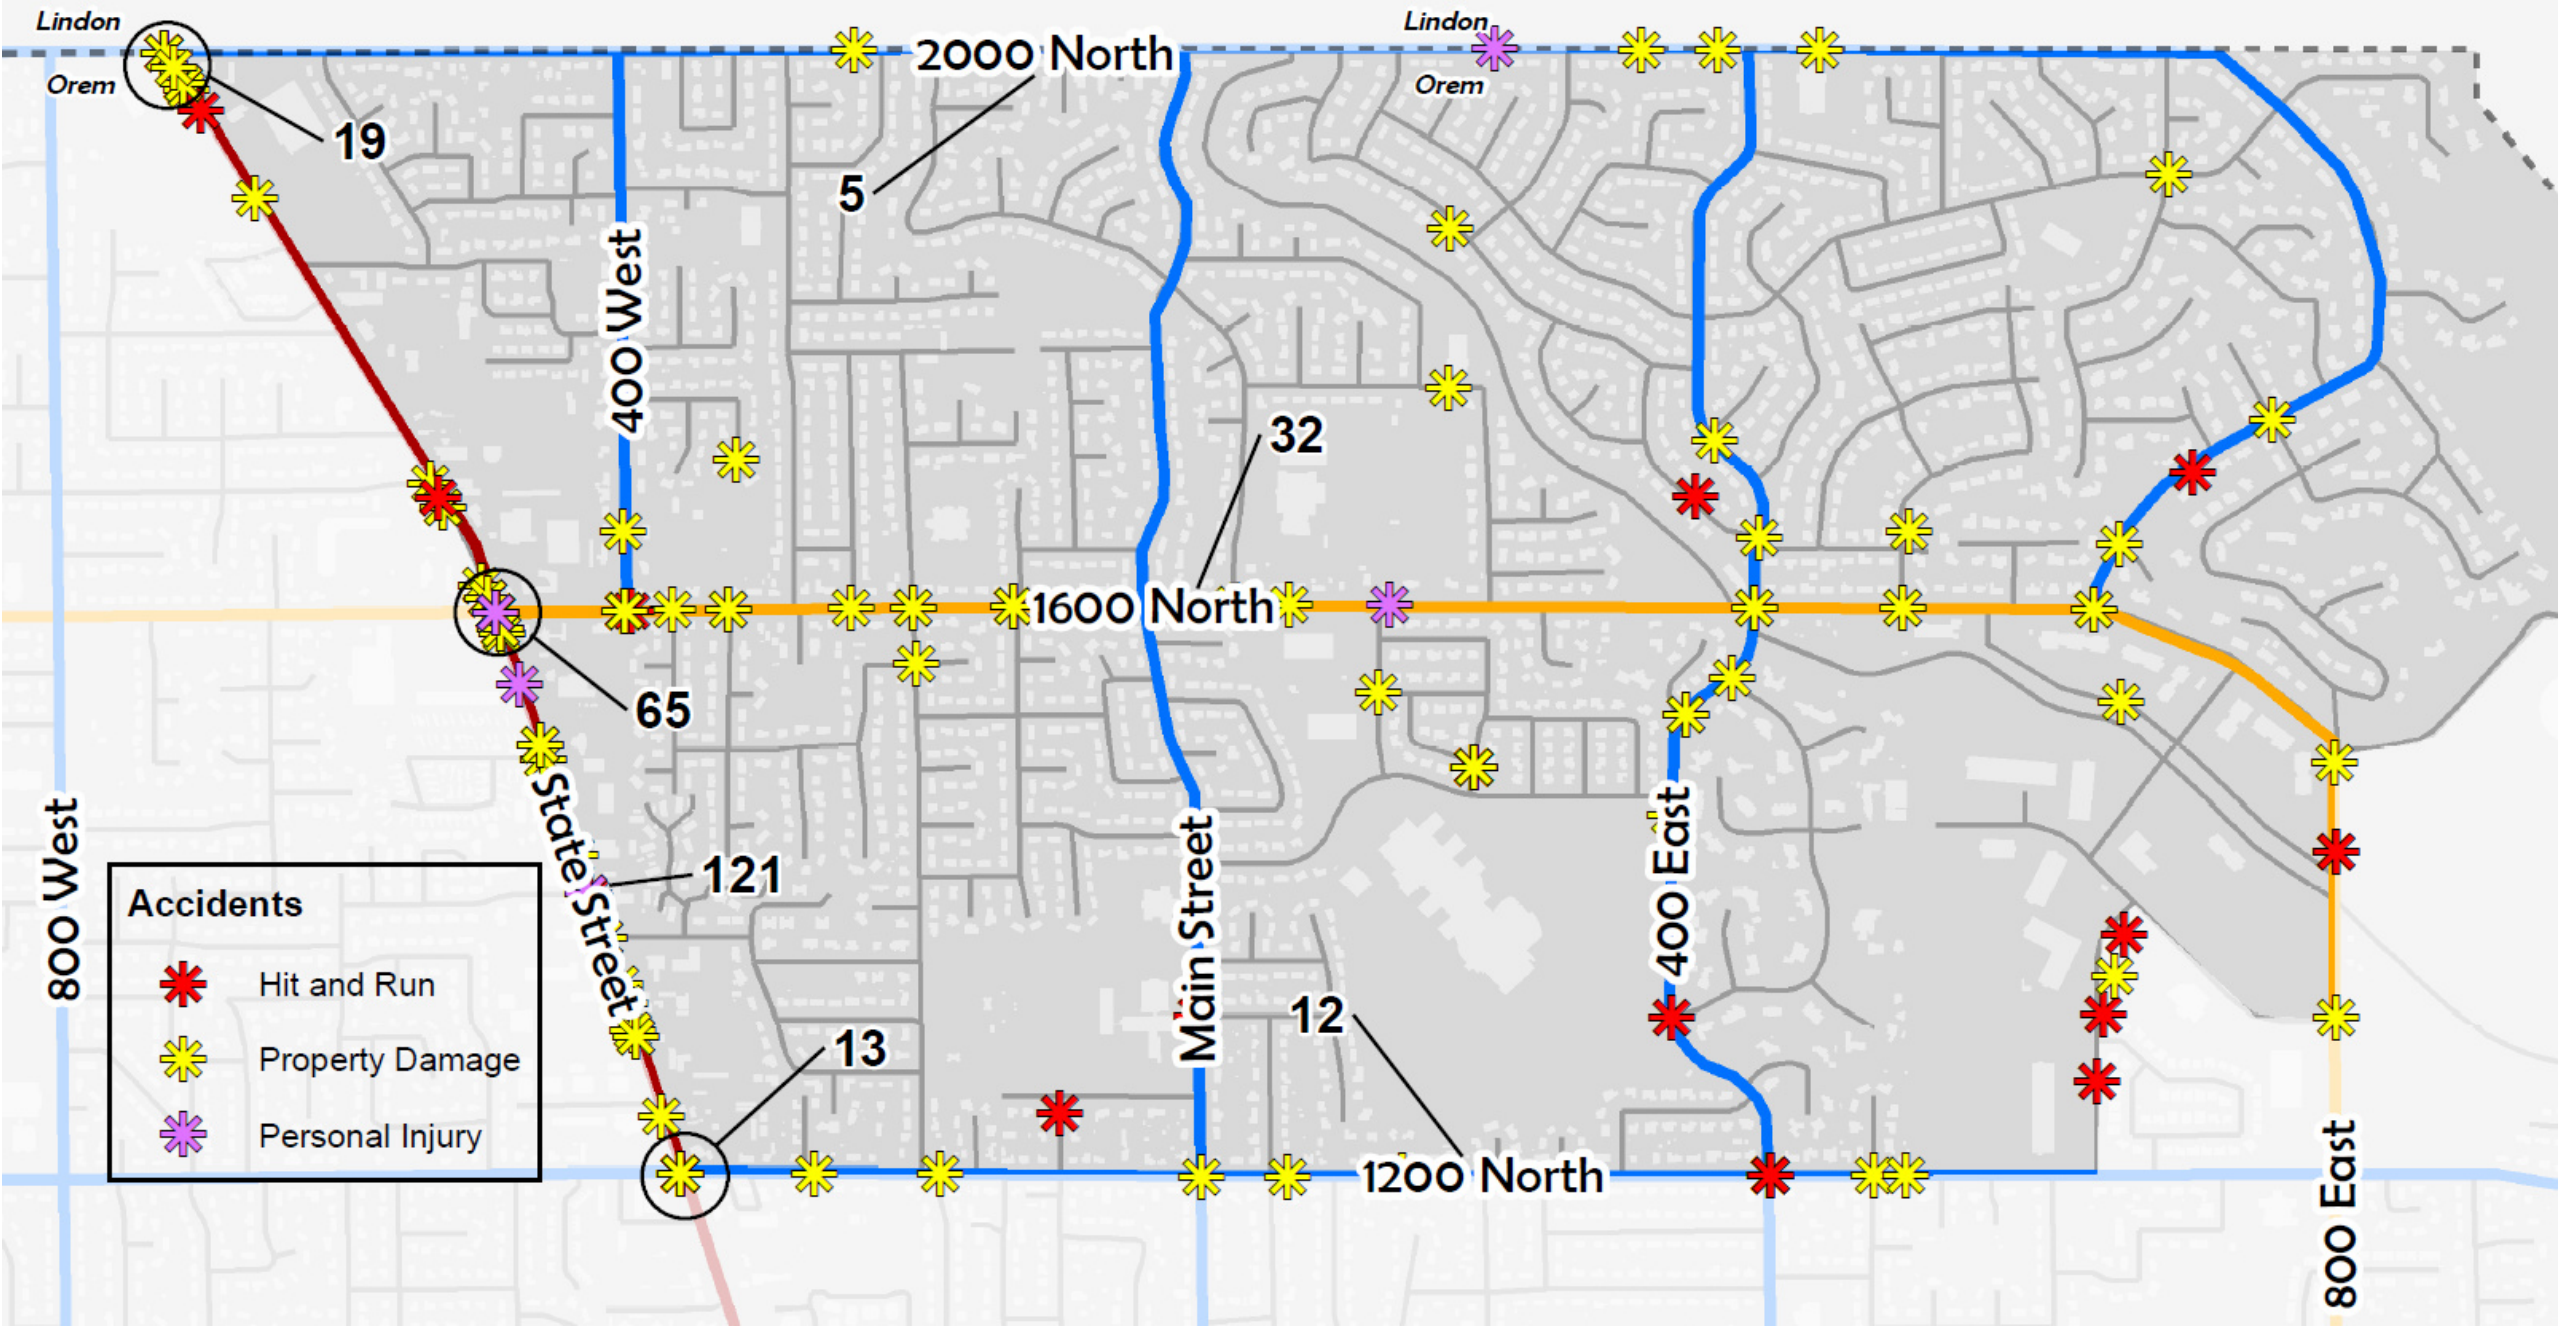 Lindon
Lindon
2000 North
Orem
Orem
19
5
400 West
32
1600 North
65
State Street
121
800 West
Main Street
400 East
Accidents
Hit and Run
Property Damage
Personal Injury
12
13
1200 North
800 East